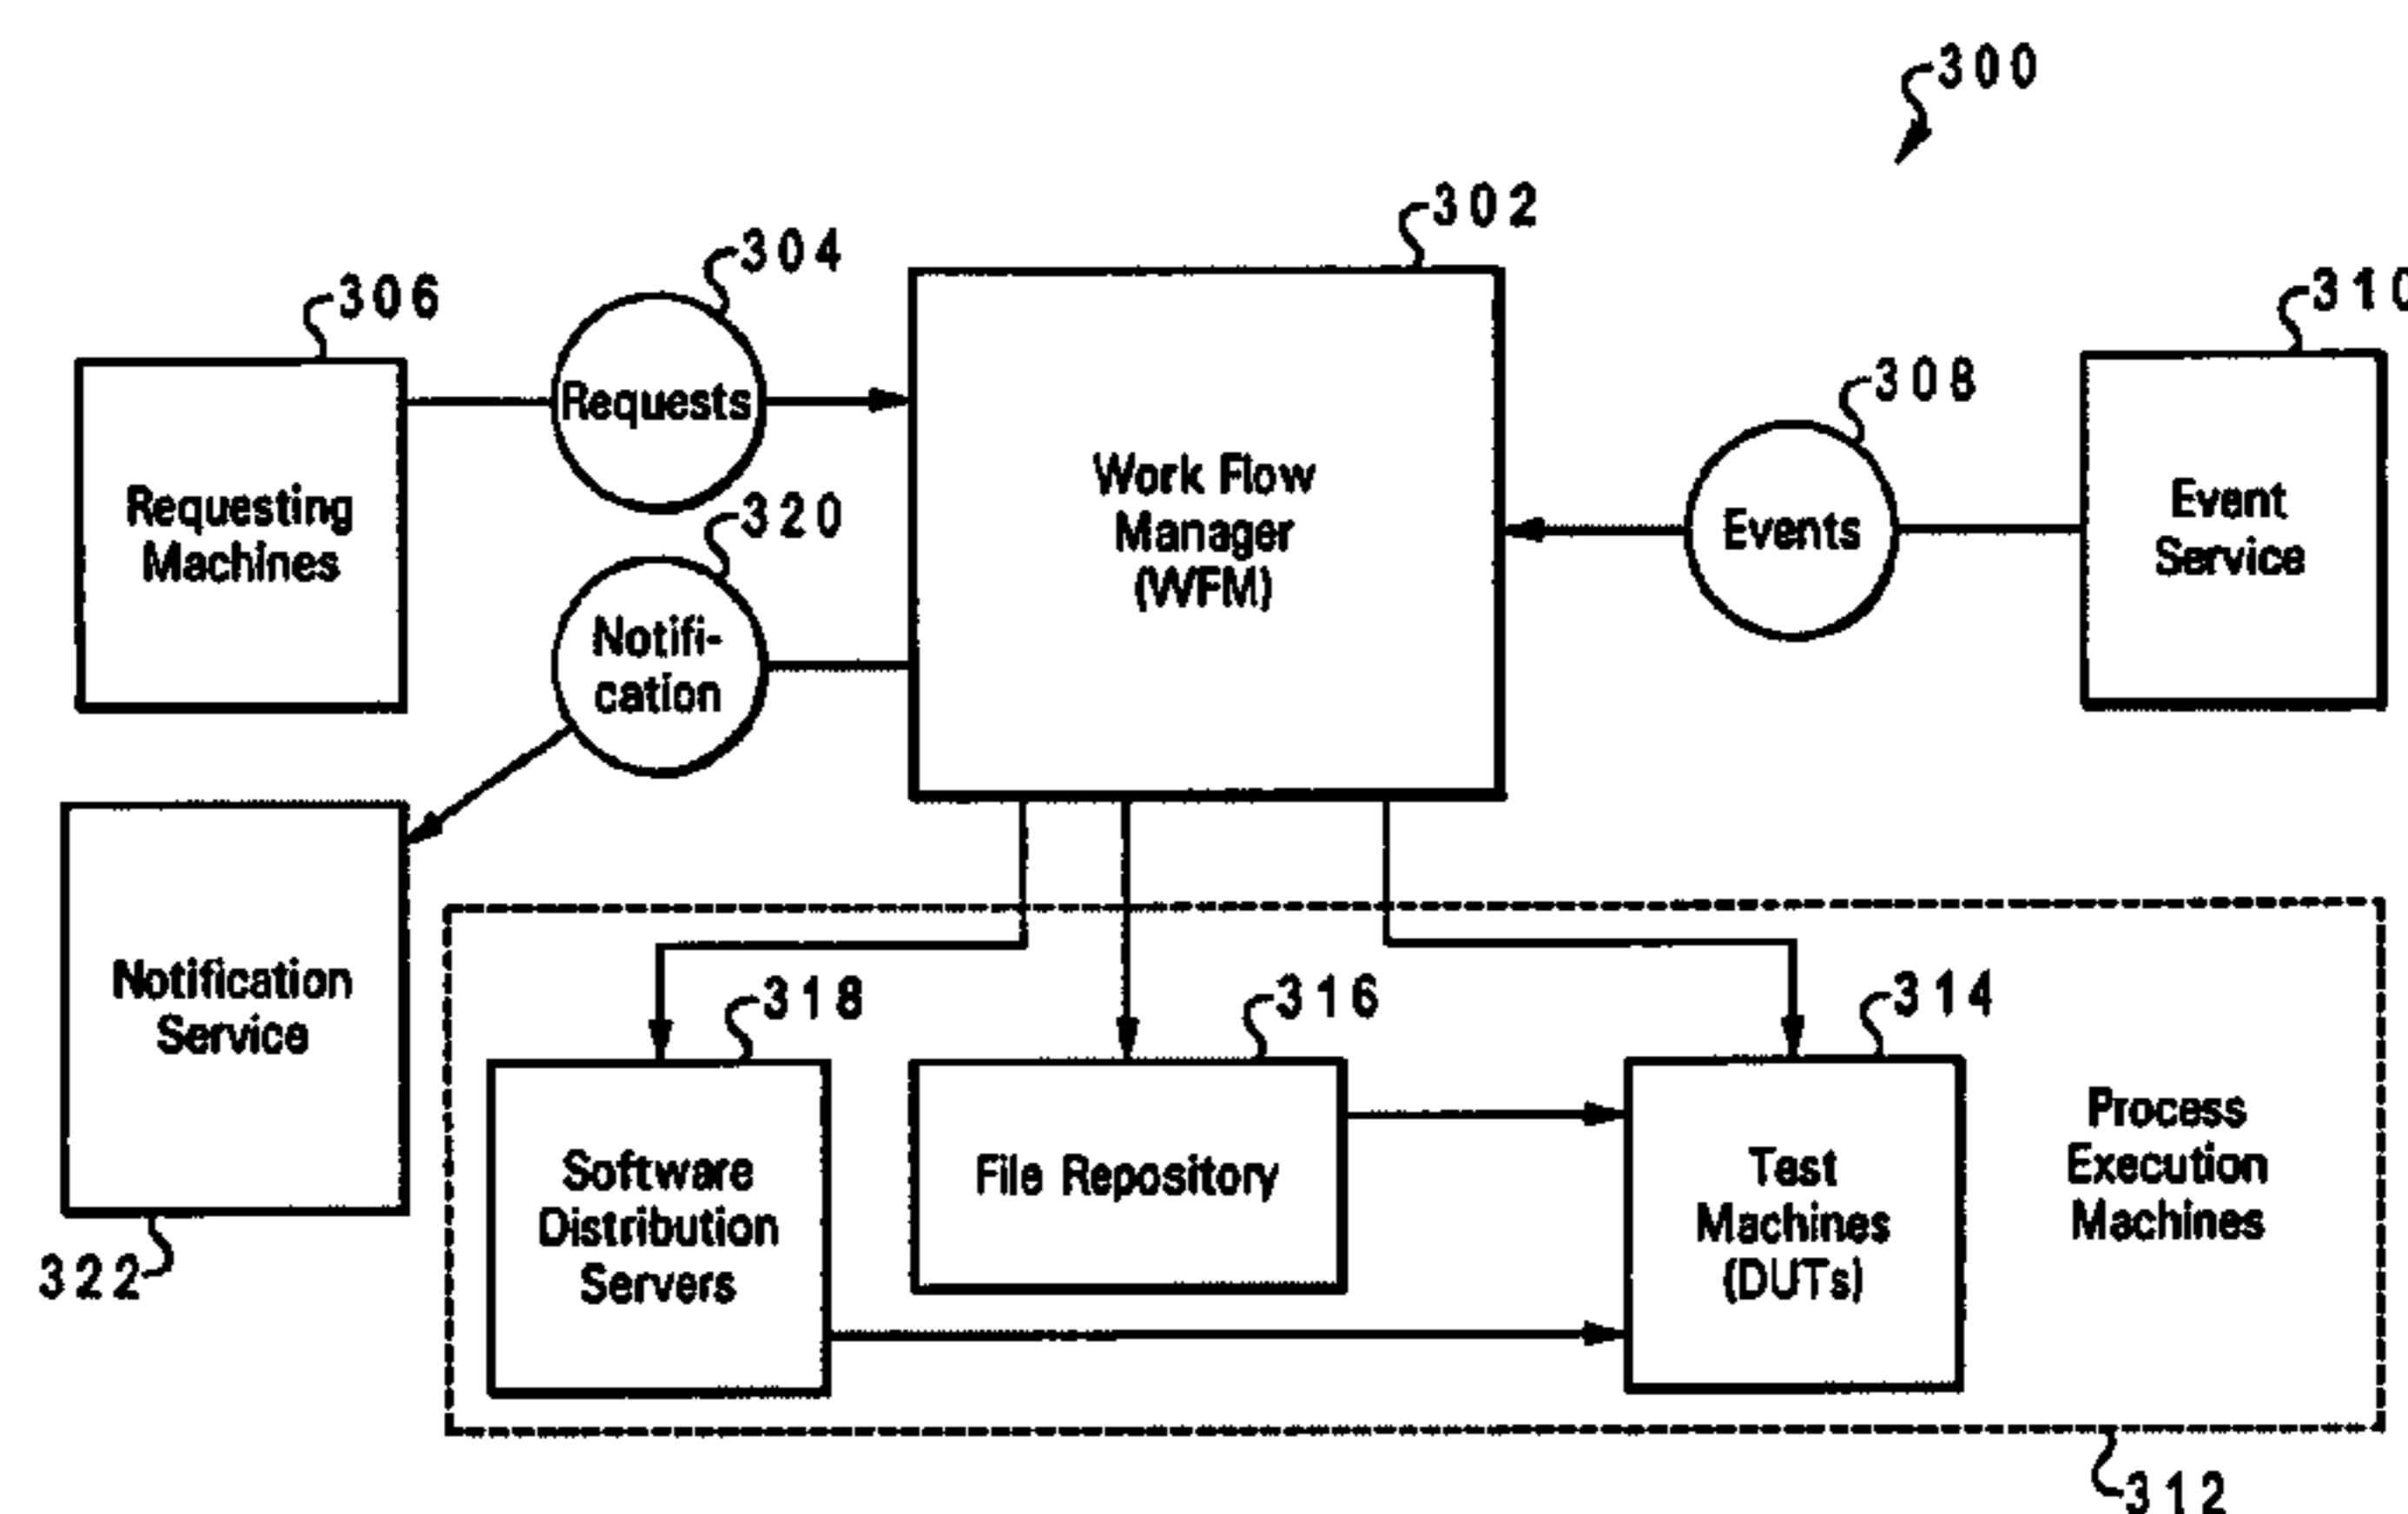 300
302
304
306
310
308
Requests
Requesting
Machines
320
Notifi-
cation
Work Flow
Manager
(WFM)
Events
Event
Service
Notification
Service
322
318
316
314
Software
Distribution
Servers
File Repository
Test
Machines
(DUTs)
Process
Execution
Machines
312